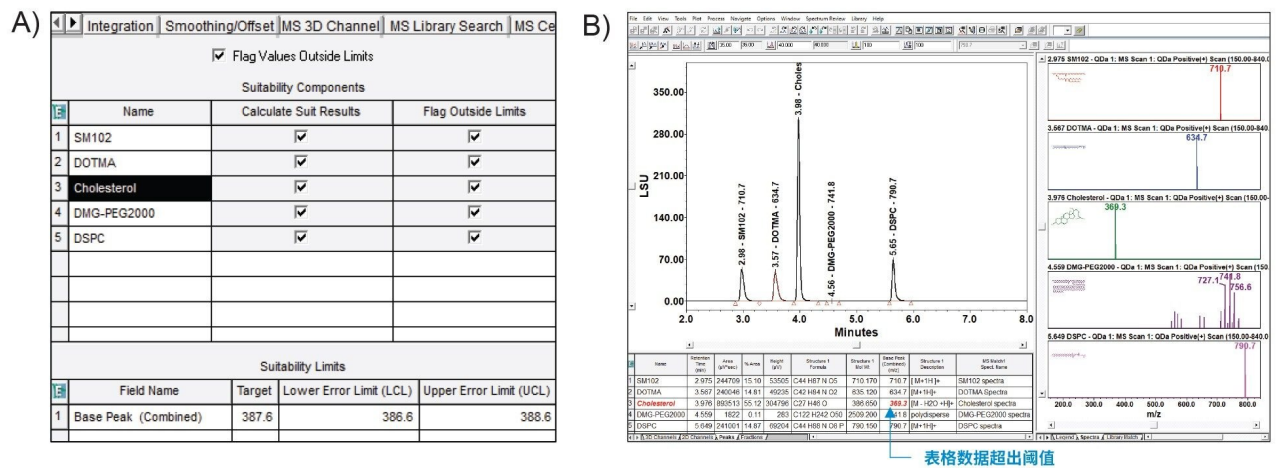 A)
Integration Smoothing/Offset MS 3D Channel MS Library Search MS Ce
Flag Values Outside Limits
Suitability Components
Name Calculate Suit Results Flag Outside Limits
1 SM102
2 DOTMA
3 Cholesterol
4 DMG-PEG2000
5 DSPC
Suitability Limits
Field Name Target Lower Error Limit (LCL) Upper Error Limit (UCL)
1 Base Peak (Combined) 387.6 386.6 388.6
B)
File Edit View Tools Plot Process Navigate Options Window Spectrum Review Library Help
LSU
350.00
280.00
210.00
140.00
70.00
0.00
2.98 - SM102 - 710.7
3.57 - DOTMA - 634.7
3.98 - Choles
4.56 - DMG-PEG2000 - 741.8
5.65 - DSPC - 790.7
2.0 3.0 4.0 5.0 6.0 7.0 8.0
Minutes
2.975 SM102 - QDa 1: MS Scan 1: QDa Positive(+) Scan (150.00-840.0
710.7
3.567 DOTMA - QDa 1: MS Scan 1: QDa Positive(+) Scan (150.00-840.
634.7
3.976 Cholesterol - QDa 1: MS Scan 1: QDa Positive(+) Scan (150.00-
369.3
4.559 DMG-PEG2000 - QDa 1: MS Scan 1: QDa Positive(+) Scan (150.
727.1 741.8 756.6
5.649 DSPC - QDa 1: MS Scan 1: QDa Positive(+) Scan (150.00-840.0
790.7
200.0 300.0 400.0 500.0 600.0 700.0 800.0
m/z
Name Retention Time (min) Area (µV*sec) % Area Height (µV) Structure 1 Formula Structure 1 Mol Wt Base Peak (Combined) (m/z) Structure 1 Description MS Match1 Spect. Name
1 SM102 2.975 244709 15.10 53505 C44 H87 N O5 710.170 710.7 [M+1H]+ SM102 spectra
2 DOTMA 3.567 240046 14.81 49235 C42 H84 N O2 635.120 634.7 [M+1H]+ DOTMA Spectra
3 Cholesterol 3.976 893513 55.12 304796 C27 H46 O 386.650 369.3 [M - H2O +H]+ Cholesterol spectra
4 DMG-PEG2000 4.559 1822 0.11 283 C122 H242 O50 2509.200 41.8 polydisperse DMG-PEG2000 spectra
5 DSPC 5.649 241001 14.87 69204 C44 H88 N O8 P 790.150 790.7 [M+1H]+ DSPC spectra
3D Channels 2D Channels Peaks Fractions
Legend Spectra Library Match
表格数据超出阈值